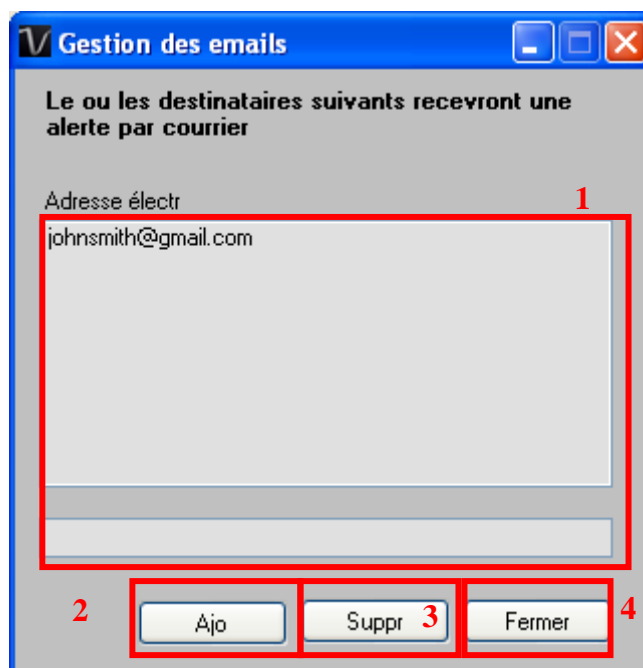 Gestion des emails
Le ou les destinataires suivants recevront une
alerte par courrier
Adresse électr
1
johnsmith@gmail.com
2
Ajo
Suppr
3
Fermer
4